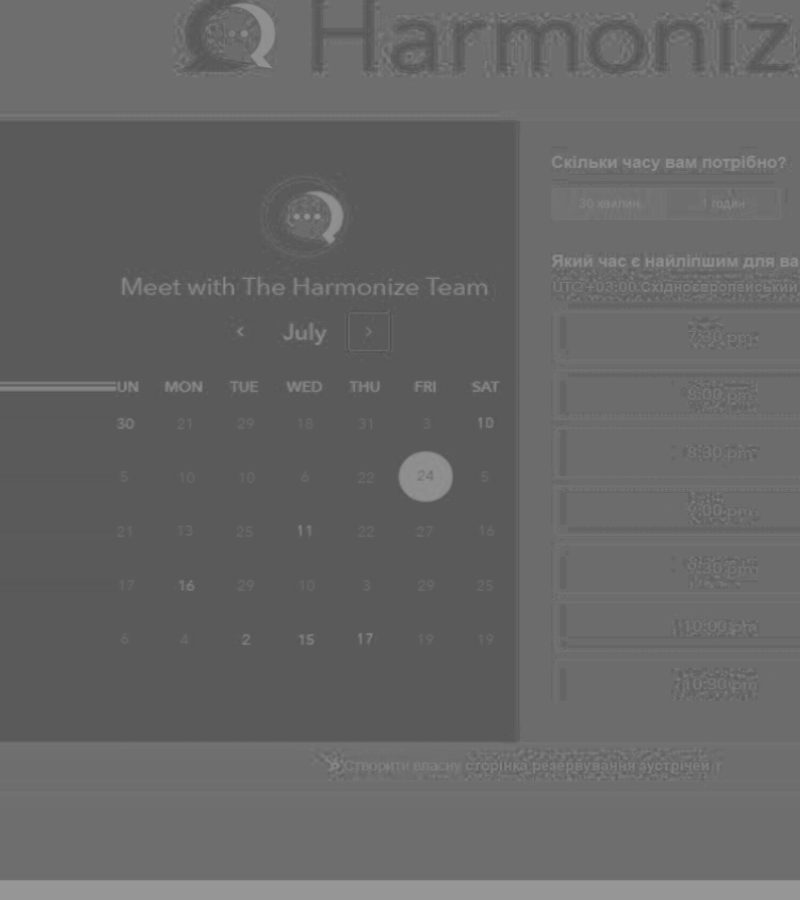 Harmoniz
Meet with The Harmonize Team
‹ July ›
UN MON TUE WED THU FRI SAT
30 21 29 18 31 3 10
5 10 10 6 22 24 5
21 13 25 11 22 27 16
17 16 29 10 3 29 25
6 4 2 15 17 19 19
Скільки часу вам потрібно?
30 хвилин 1 годин
Який час є найліпшим для ва
UTC +03:00 Східноєвропейський
7:30 pm
8:00 pm
8:30 pm
9:00 pm
9:30 pm
10:00 pm
10:30 pm
Створити власну сторінка резервування зустрічей